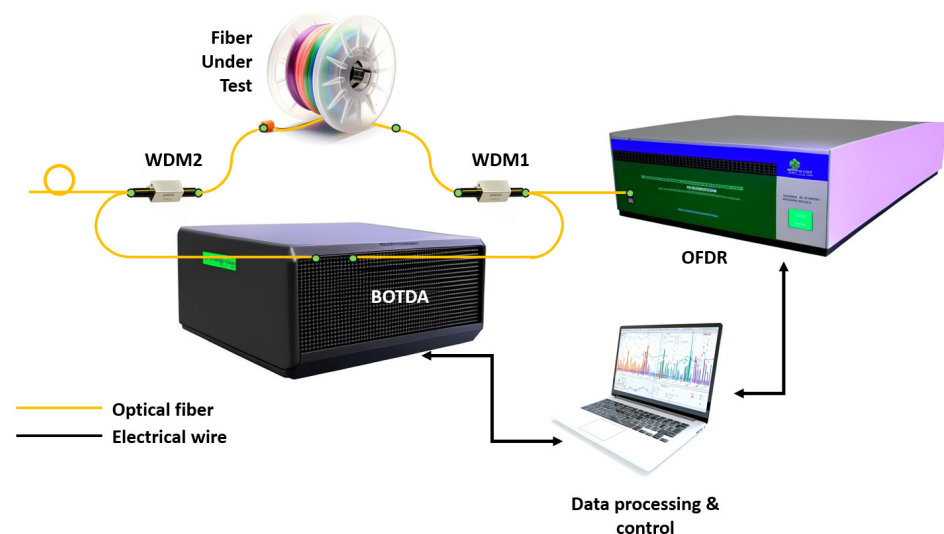 Fiber
Under
Test
WDM2
WDM1
OFDR
BOTDA
Optical fiber
Electrical wire
Data processing &
control